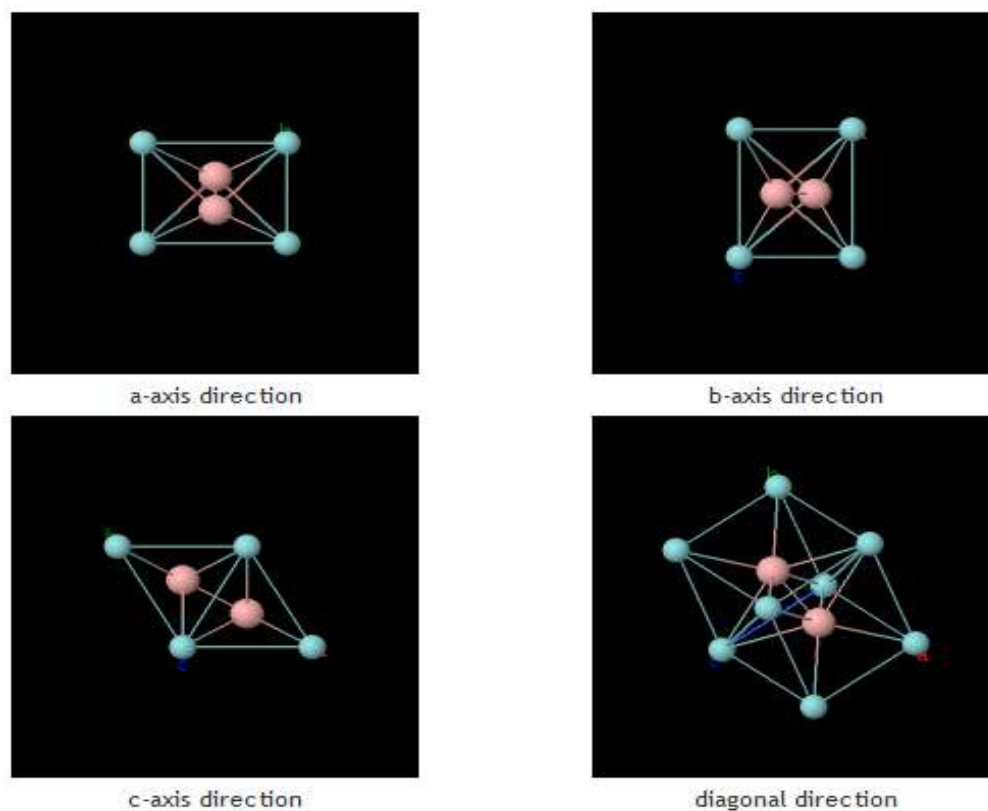 a-axis direction
b-axis direction
c-axis direction
diagonal direction